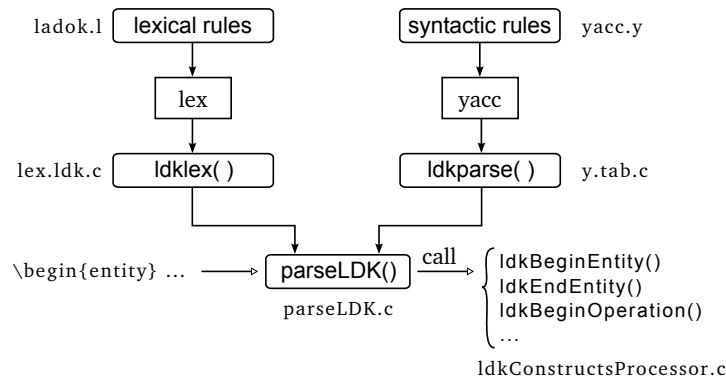 ladok.l lexical rules syntactic rules yacc.y
lex yacc
lex.ldk.c ldklex( ) ldkparse( ) y.tab.c
\begin{entity} ... parseLDK() call
parseLDK.c
ldkBeginEntity()
ldkEndEntity()
ldkBeginOperation()
...
ldkConstructsProcessor.c